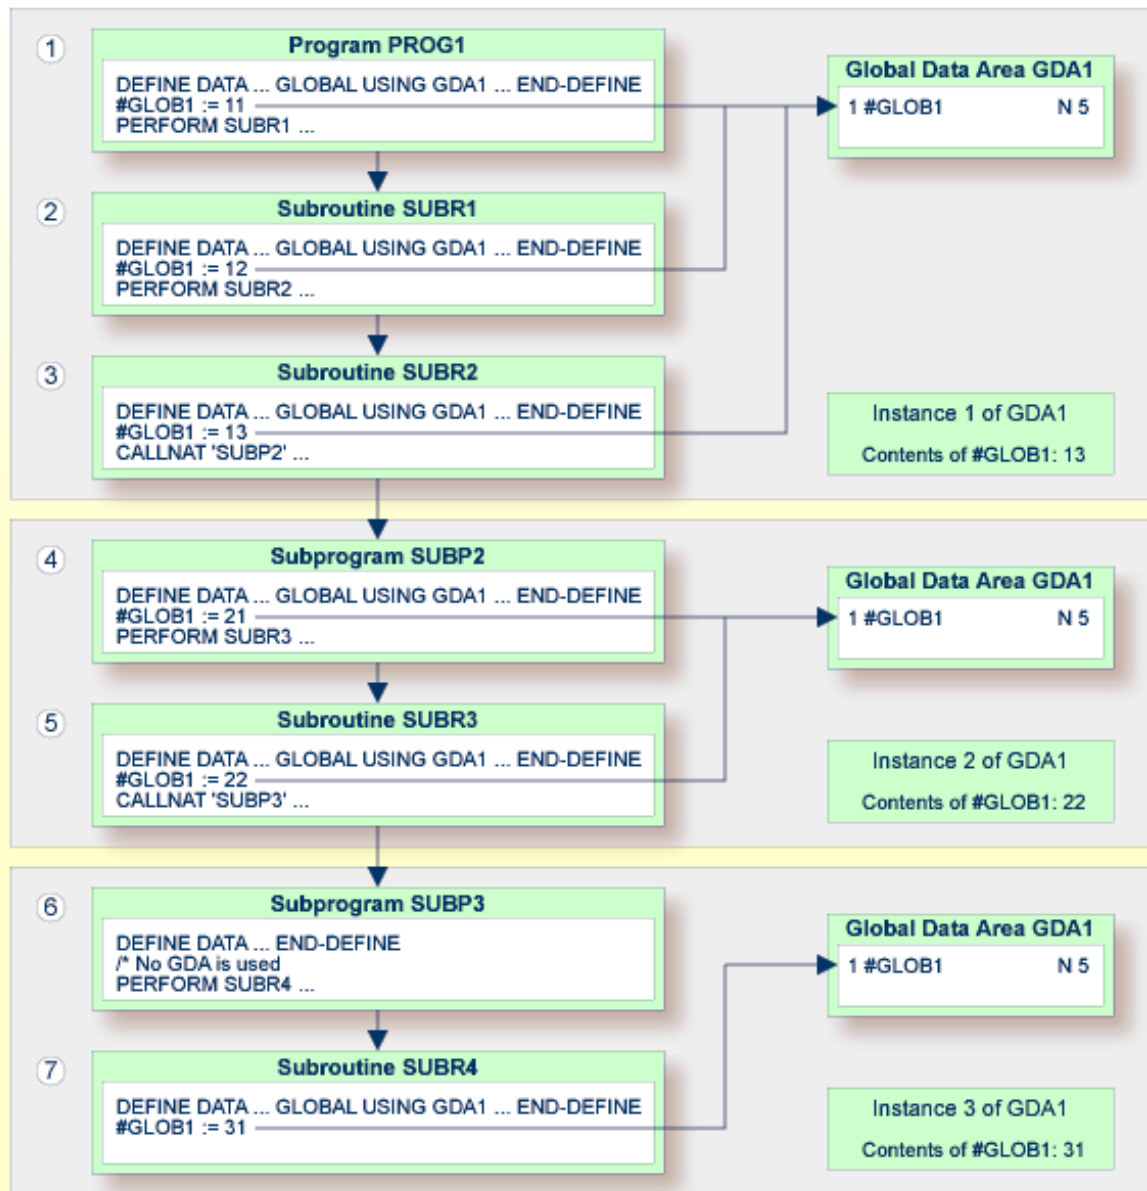 1
Program PROG1
DEFINE DATA ... GLOBAL USING GDA1 ... END-DEFINE
#GLOB1 := 11
PERFORM SUBR1 ...
Global Data Area GDA1
1 #GLOB1 N 5
2
Subroutine SUBR1
DEFINE DATA ... GLOBAL USING GDA1 ... END-DEFINE
#GLOB1 := 12
PERFORM SUBR2 ...
3
Subroutine SUBR2
DEFINE DATA ... GLOBAL USING GDA1 ... END-DEFINE
#GLOB1 := 13
CALLNAT 'SUBP2' ...
Instance 1 of GDA1
Contents of #GLOB1: 13
4
Subprogram SUBP2
DEFINE DATA ... GLOBAL USING GDA1 ... END-DEFINE
#GLOB1 := 21
PERFORM SUBR3 ...
Global Data Area GDA1
1 #GLOB1 N 5
5
Subroutine SUBR3
DEFINE DATA ... GLOBAL USING GDA1 ... END-DEFINE
#GLOB1 := 22
CALLNAT 'SUBP3' ...
Instance 2 of GDA1
Contents of #GLOB1: 22
6
Subprogram SUBP3
DEFINE DATA ... END-DEFINE
/* No GDA is used
PERFORM SUBR4 ...
Global Data Area GDA1
1 #GLOB1 N 5
7
Subroutine SUBR4
DEFINE DATA ... GLOBAL USING GDA1 ... END-DEFINE
#GLOB1 := 31
Instance 3 of GDA1
Contents of #GLOB1: 31